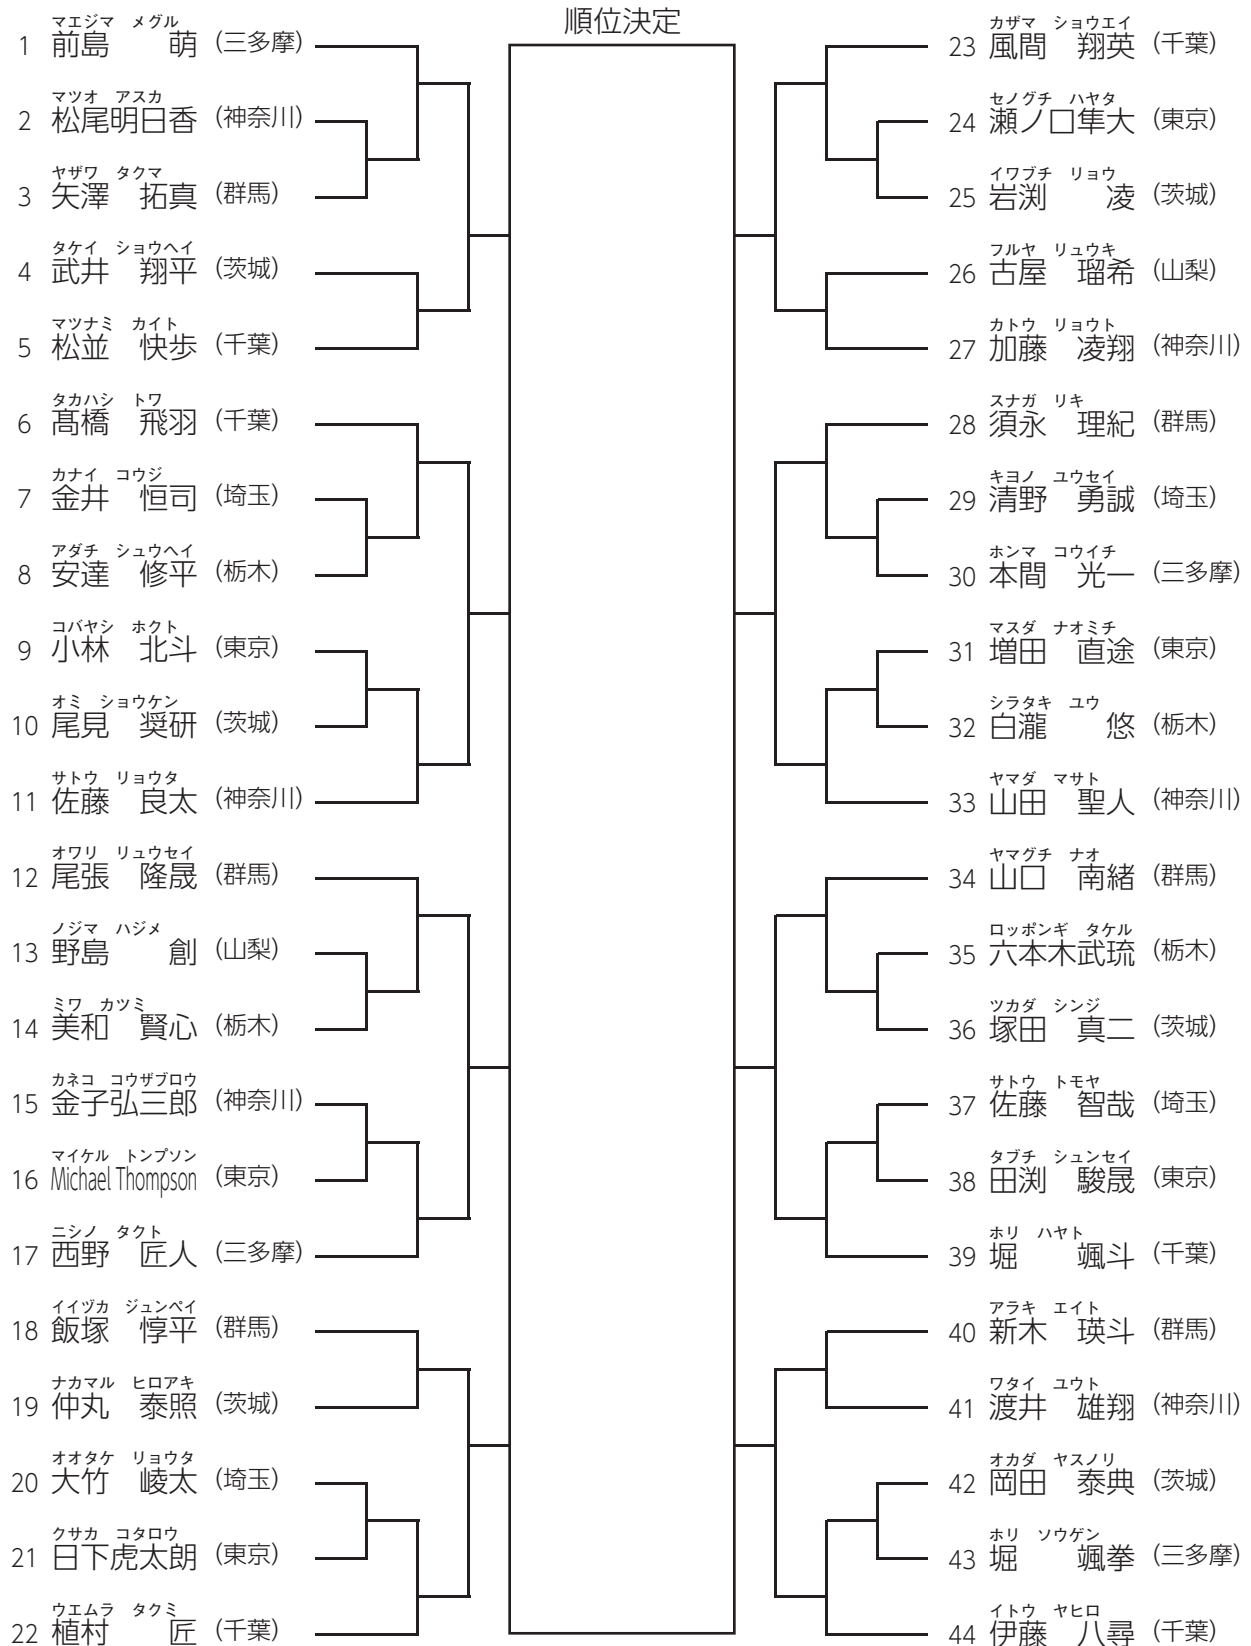 順位決定
マエジマ　メグル
1 前島　　萌 (三多摩)
マツオ　アスカ
2 松尾明日香 (神奈川)
ヤザワ　タクマ
3 矢澤　拓真 (群馬)
タケイ　ショウヘイ
4 武井　翔平 (茨城)
マツナミ　カイト
5 松並　快歩 (千葉)
タカハシ　トワ
6 髙橋　飛羽 (千葉)
カナイ　コウジ
7 金井　恒司 (埼玉)
アダチ　シュウヘイ
8 安達　修平 (栃木)
コバヤシ　ホクト
9 小林　北斗 (東京)
オミ　ショウケン
10 尾見　奨研 (茨城)
サトウ　リョウタ
11 佐藤　良太 (神奈川)
オワリ　リュウセイ
12 尾張　隆晟 (群馬)
ノジマ　ハジメ
13 野島　　創 (山梨)
ミワ　カツミ
14 美和　賢心 (栃木)
カネコ　コウザブロウ
15 金子弘三郎 (神奈川)
マイケル　トンプソン
16 Michael Thompson (東京)
ニシノ　タクト
17 西野　匠人 (三多摩)
イイヅカ　ジュンペイ
18 飯塚　惇平 (群馬)
ナカマル　ヒロアキ
19 仲丸　泰照 (茨城)
オオタケ　リョウタ
20 大竹　崚太 (埼玉)
クサカ　コタロウ
21 日下虎太朗 (東京)
ウエムラ　タクミ
22 植村　　匠 (千葉)
カザマ　ショウエイ
23 風間　翔英 (千葉)
セノグチ　ハヤタ
24 瀬ノ口隼大 (東京)
イワブチ　リョウ
25 岩渕　　凌 (茨城)
フルヤ　リュウキ
26 古屋　瑠希 (山梨)
カトウ　リョウト
27 加藤　凌翔 (神奈川)
スナガ　リキ
28 須永　理紀 (群馬)
キヨノ　ユウセイ
29 清野　勇誠 (埼玉)
ホンマ　コウイチ
30 本間　光一 (三多摩)
マスダ　ナオミチ
31 増田　直途 (東京)
シラタキ　ユウ
32 白瀧　　悠 (栃木)
ヤマダ　マサト
33 山田　聖人 (神奈川)
ヤマグチ　ナオ
34 山口　南緒 (群馬)
ロッポンギ　タケル
35 六本木武琉 (栃木)
ツカダ　シンジ
36 塚田　真二 (茨城)
サトウ　トモヤ
37 佐藤　智哉 (埼玉)
タブチ　シュンセイ
38 田渕　駿晟 (東京)
ホリ　ハヤト
39 堀　　颯斗 (千葉)
アラキ　エイト
40 新木　瑛斗 (群馬)
ワタイ　ユウト
41 渡井　雄翔 (神奈川)
オカダ　ヤスノリ
42 岡田　泰典 (茨城)
ホリ　ソウゲン
43 堀　　颯拳 (三多摩)
イトウ　ヤヒロ
44 伊藤　八尋 (千葉)